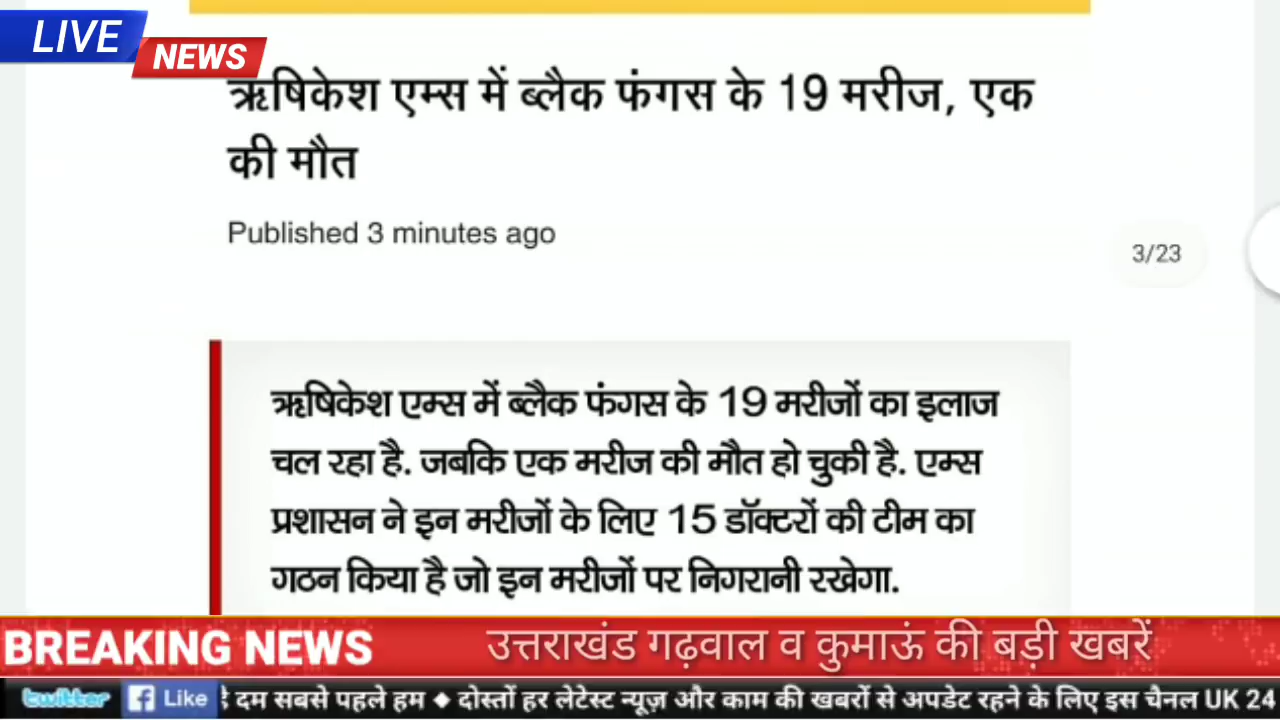 LIVE
NEWS
ऋषिकेश एम्स में ब्लैक फंगस के 19 मरीज, एक
की मौत
Published 3 minutes ago
3/23
ऋषिकेश एम्स में ब्लैक फंगस के 19 मरीजों का इलाज
चल रहा है. जबकि एक मरीज की मौत हो चुकी है. एम्स
प्रशासन ने इन मरीजों के लिए 15 डॉक्टरों की टीम का
गठन किया है जो इन मरीजों पर निगरानी रखेगा.
BREAKING NEWS उत्तराखंड गढ़वाल व कुमाऊं की बड़ी खबरें
twitter f Like है दम सबसे पहले हम ◆ दोस्तों हर लेटेस्ट न्यूज़ और काम की खबरों से अपडेट रहने के लिए इस चैनल UK 24